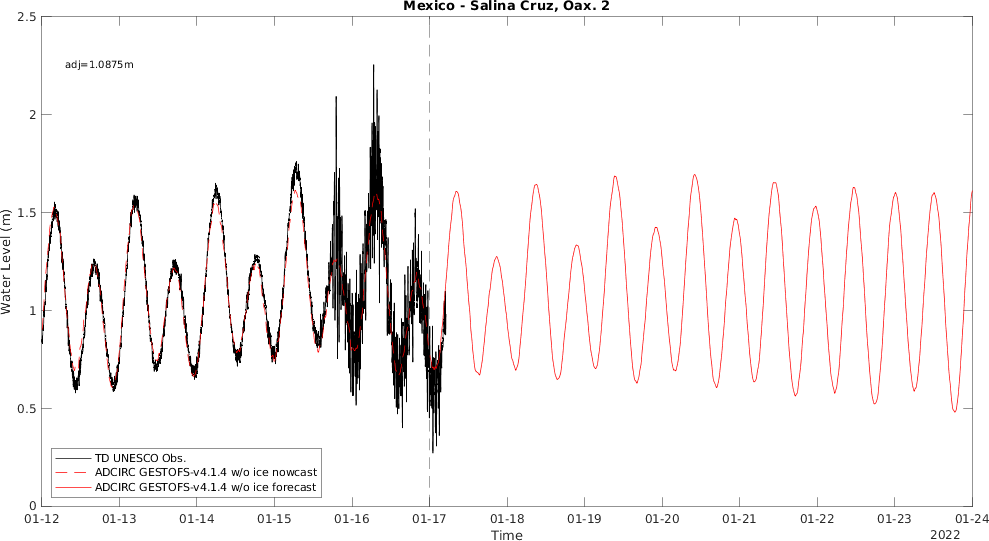 Mexico - Salina Cruz, Oax. 2
adj=1.0875m
2.5
2
1.5
1
0.5
0
Water Level (m)
TD UNESCO Obs.
ADCIRC GESTOFS-v4.1.4 w/o ice nowcast
ADCIRC GESTOFS-v4.1.4 w/o ice forecast
01-12 01-13 01-14 01-15 01-16 01-17 01-18 01-19 01-20 01-21 01-22 01-23 01-24
Time
2022